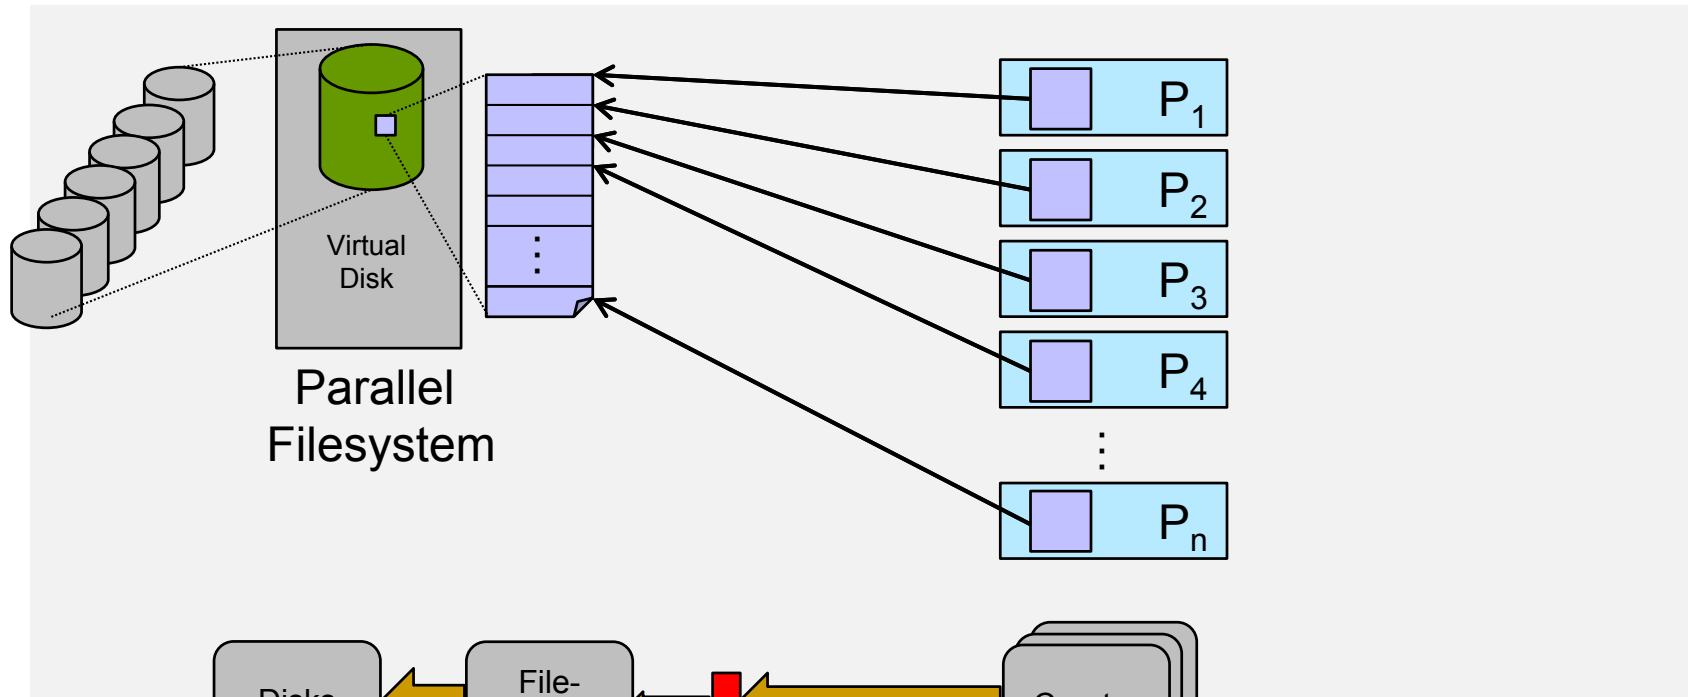 Virtual
Disk
Parallel
Filesystem
P1
P2
P3
P4
⋮
Pn
File-